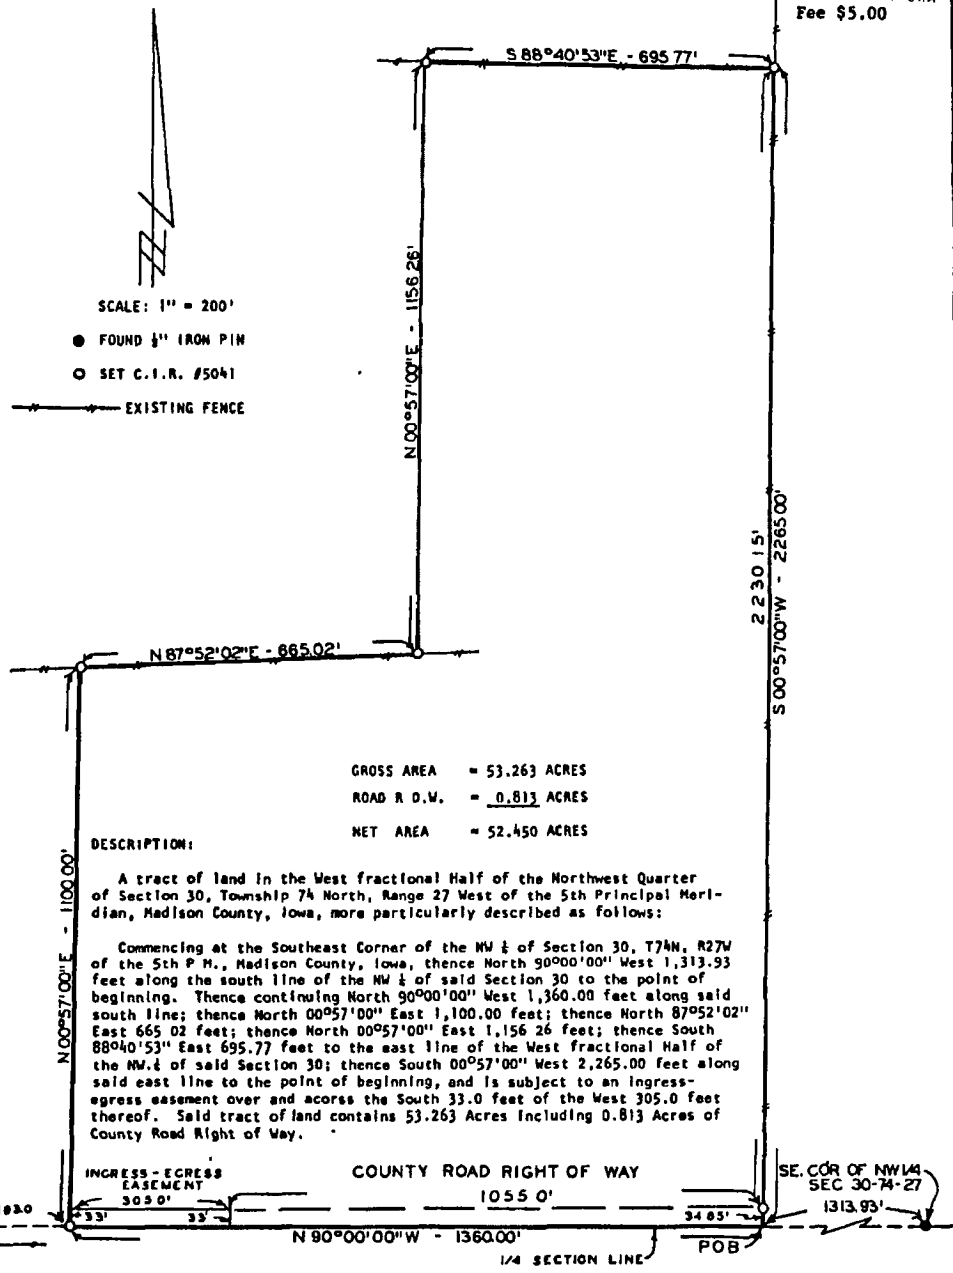 Fee $5.00
S 88°40'53"E - 695.77'
N 00°57'00"E - 1156.26'
SCALE: 1" = 200'
● FOUND ½" IRON PIN
○ SET C.I.R. #5041
EXISTING FENCE
2230.15'
S 00°57'00"W - 2265.00'
N 87°52'02"E - 665.02'
GROSS AREA = 53.263 ACRES
ROAD R.O.W. = 0.813 ACRES
NET AREA = 52.450 ACRES
N 00°57'00"E - 1100.00'
DESCRIPTION:
A tract of land in the West fractional Half of the Northwest Quarter
of Section 30, Township 74 North, Range 27 West of the 5th Principal Meri-
dian, Madison County, Iowa, more particularly described as follows:
Commencing at the Southeast Corner of the NW ¼ of Section 30, T74N, R27W
of the 5th P.M., Madison County, Iowa, thence North 90°00'00" West 1,313.93
feet along the south line of the NW ¼ of said Section 30 to the point of
beginning. Thence continuing North 90°00'00" West 1,360.00 feet along said
south line; thence North 00°57'00" East 1,100.00 feet; thence North 87°52'02"
East 665.02 feet; thence North 00°57'00" East 1,156.26 feet; thence South
88°40'53" East 695.77 feet to the east line of the West fractional Half of
the NW.¼ of said Section 30; thence South 00°57'00" West 2,265.00 feet along
said east line to the point of beginning, and is subject to an ingress-
egress easement over and acorss the South 33.0 feet of the West 305.0 feet
thereof. Said tract of land contains 53.263 Acres including 0.813 Acres of
County Road Right of Way.
INGRESS - EGRESS
EASEMENT
305.0'
COUNTY ROAD RIGHT OF WAY
1055.0'
SE. COR OF NW 1/4
SEC 30-74-27
1313.93'
33'
33'
34.85'
N 90°00'00"W - 1360.00'
POB
1/4 SECTION LINE